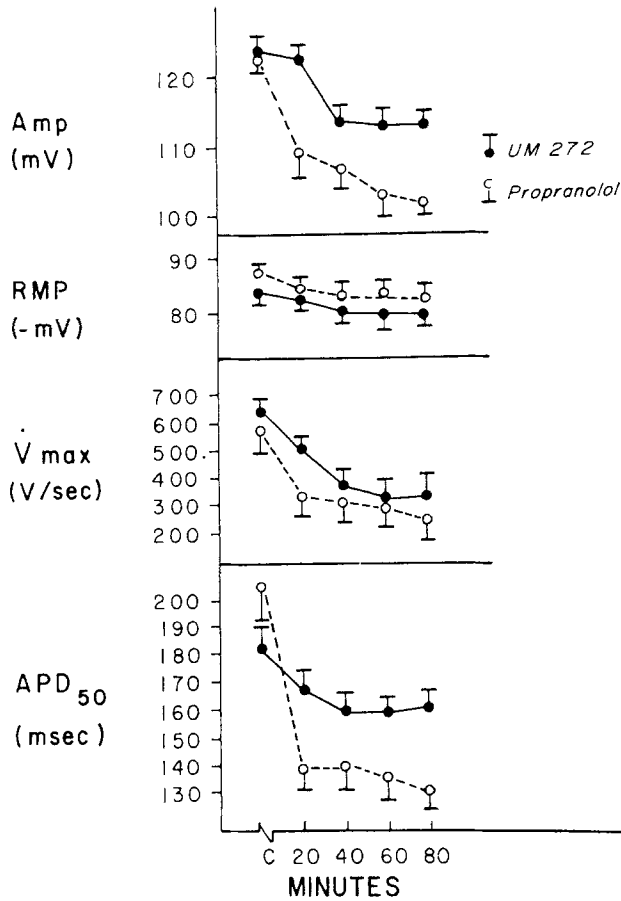 120
Amp
(mV)
110
100
UM 272
Propranolol
90
RMP
(-mV)
80
700
600
V̇ max
500
400
(V/sec)
300
200
200
190
180
APD50
170
160
(msec)
150
140
130
C 20 40 60 80
MINUTES